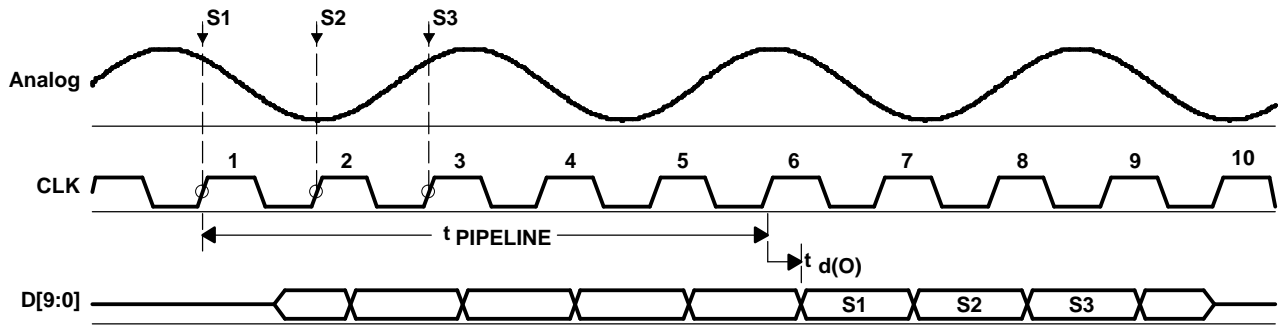 S1 S2 S3
Analog
1 2 3 4 5 6 7 8 9 10
CLK
t PIPELINE
t d(O)
D[9:0] S1 S2 S3